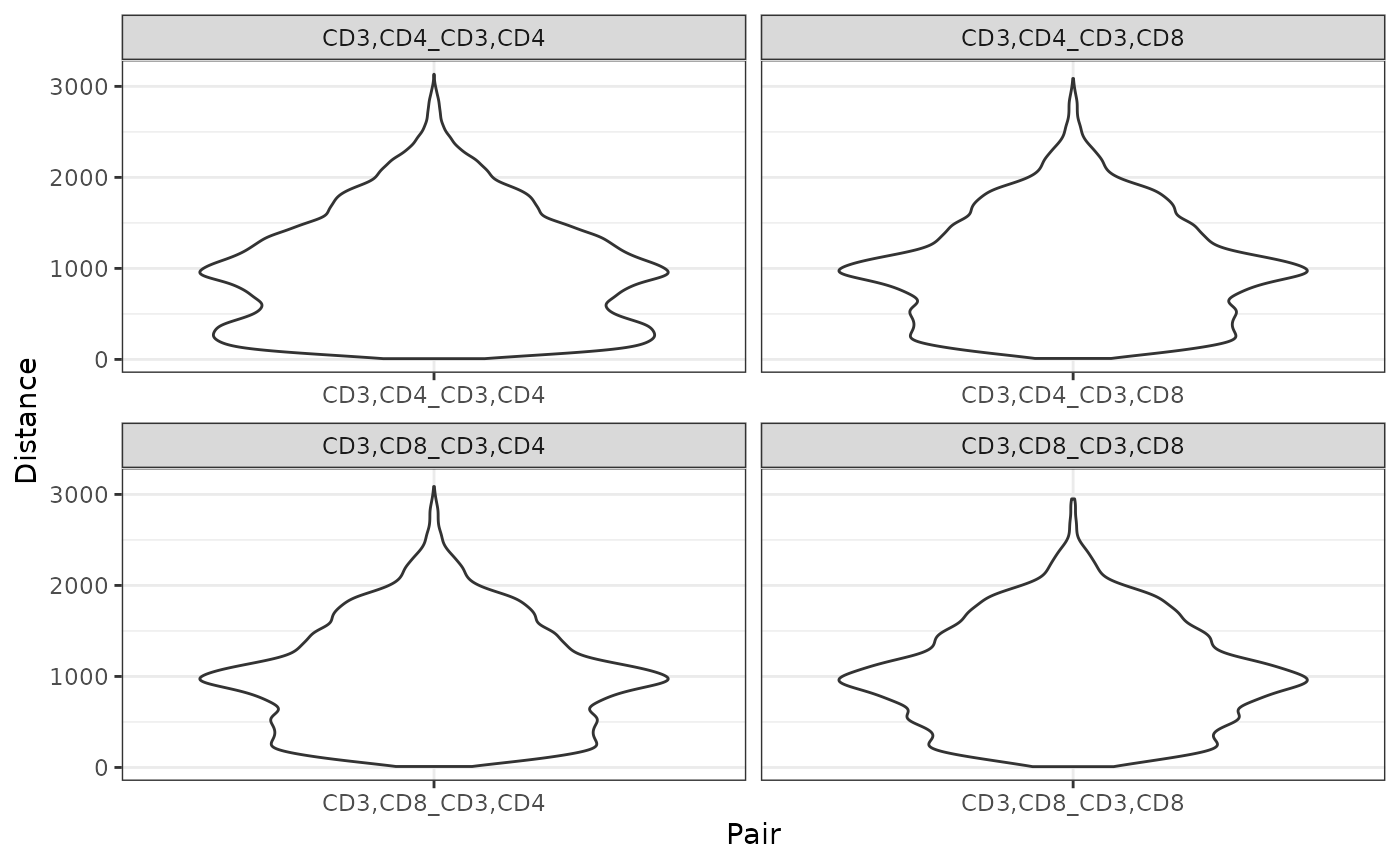 CD3,CD4_CD3,CD4
CD3,CD4_CD3,CD8
3000
2000
1000
0
CD3,CD4_CD3,CD4
CD3,CD4_CD3,CD8
Distance
CD3,CD8_CD3,CD4
CD3,CD8_CD3,CD8
3000
2000
1000
0
CD3,CD8_CD3,CD4
CD3,CD8_CD3,CD8
Pair